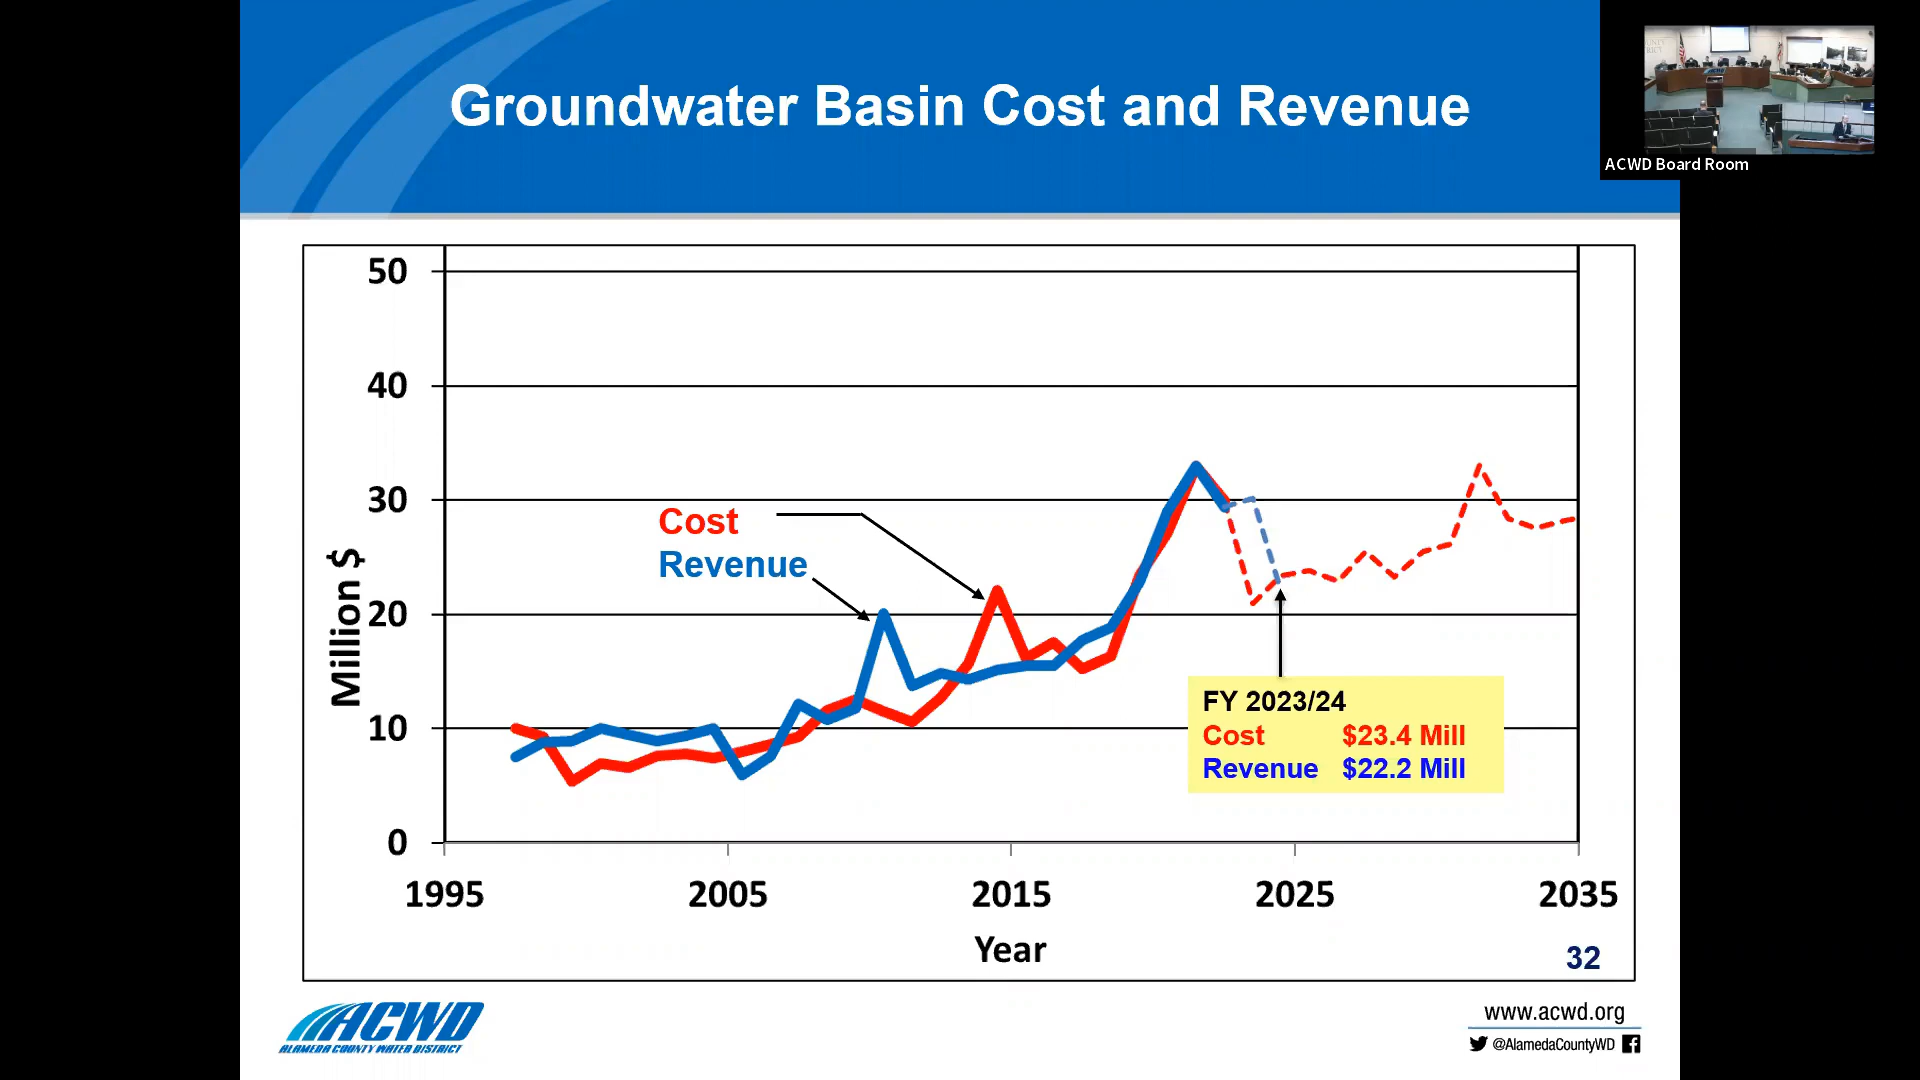 Groundwater Basin Cost and Revenue
ACWD Board Room
50
40
30
20
10
0
Million $
Cost
Revenue
FY 2023/24
Cost $23.4 Mill
Revenue $22.2 Mill
1995 2005 2015 2025 2035
Year
32
ACWD
ALAMEDA COUNTY WATER DISTRICT
www.acwd.org
@AlamedaCountyWD